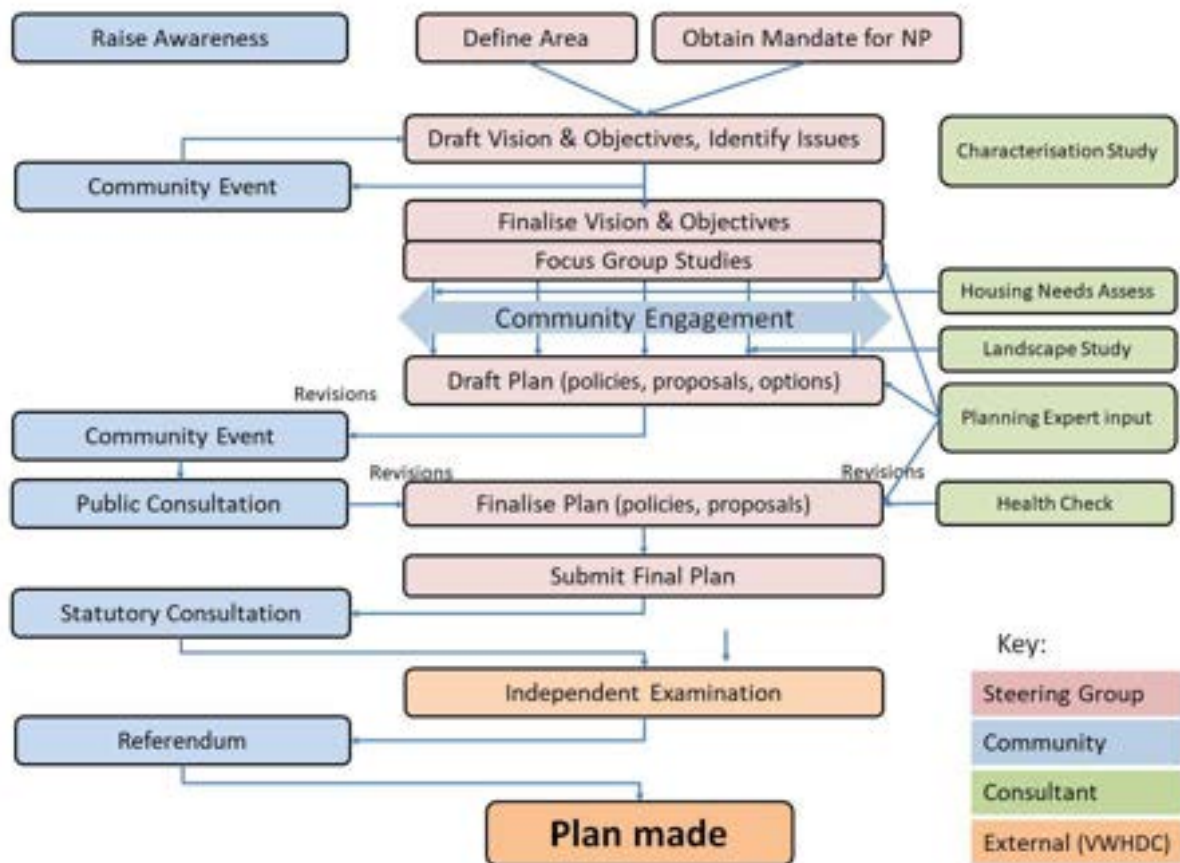 Raise Awareness
Define Area
Obtain Mandate for NP
Draft Vision & Objectives, Identify Issues
Characterisation Study
Community Event
Finalise Vision & Objectives
Focus Group Studies
Housing Needs Assess
Community Engagement
Landscape Study
Draft Plan (policies, proposals, options)
Revisions
Planning Expert input
Community Event
Revisions
Revisions
Public Consultation
Finalise Plan (policies, proposals)
Health Check
Submit Final Plan
Statutory Consultation
Key:
Independent Examination
Steering Group
Referendum
Community
Consultant
Plan made
External (VWHDC)